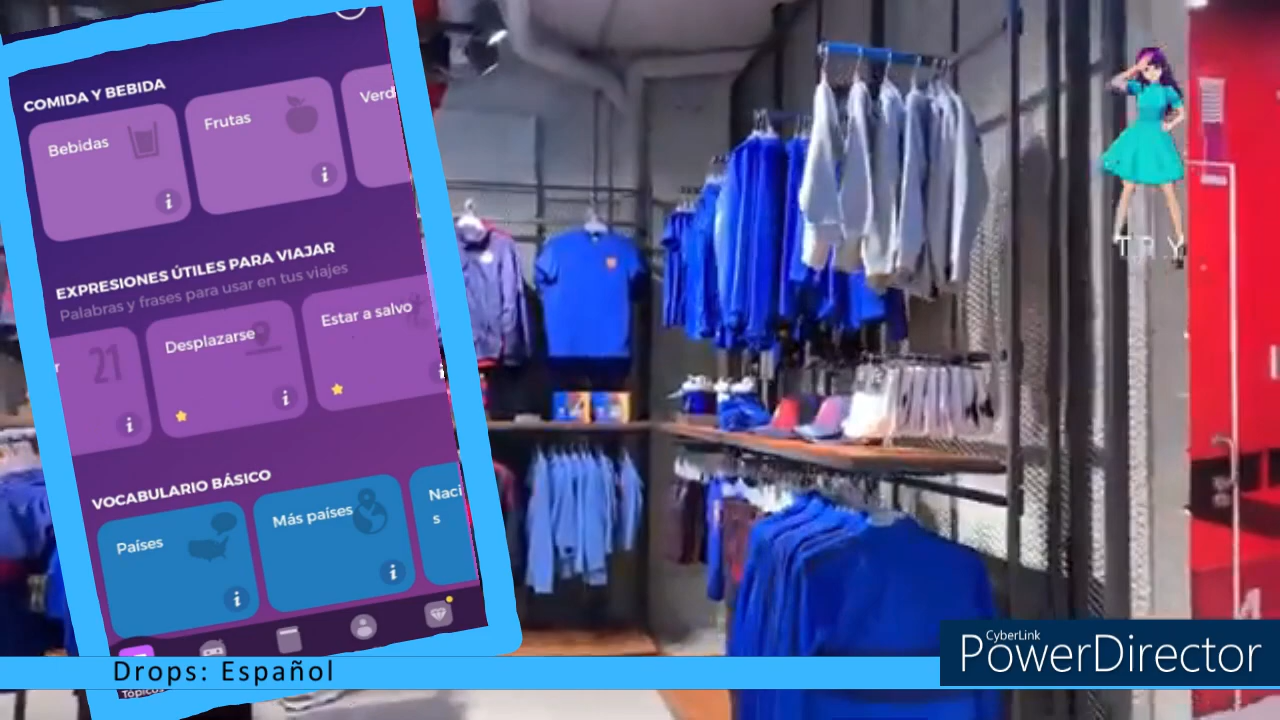 COMIDA Y BEBIDA
Bebidas
Frutas
Verd
EXPRESIONES ÚTILES PARA VIAJAR
Palabras y frases para usar en tus viajes
r
21
Desplazarse
Estar a salvo
VOCABULARIO BÁSICO
Países
Más países
Naci
s
Tópicos
Drops: Español
TRY
CyberLink
PowerDirector